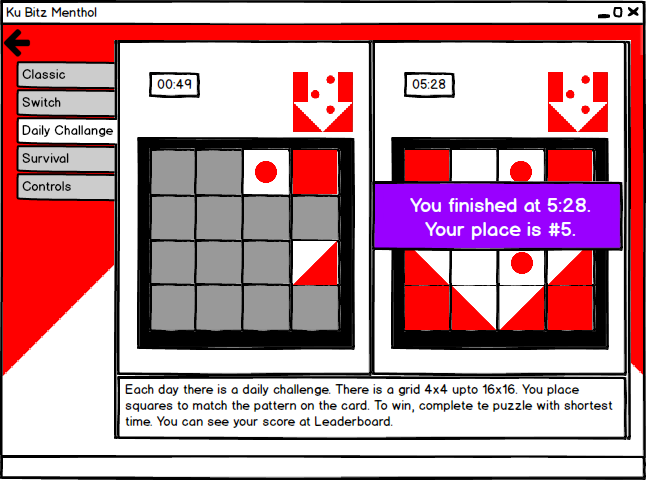 Ku Bitz Menthol
Classic
Switch
Daily Challange
Survival
Controls
00:49
05:28
You finished at 5:28.
Your place is #5.
Each day there is a daily challenge. There is a grid 4x4 upto 16x16. You place
squares to match the pattern on the card. To win, complete te puzzle with shortest
time. You can see your score at Leaderboard.